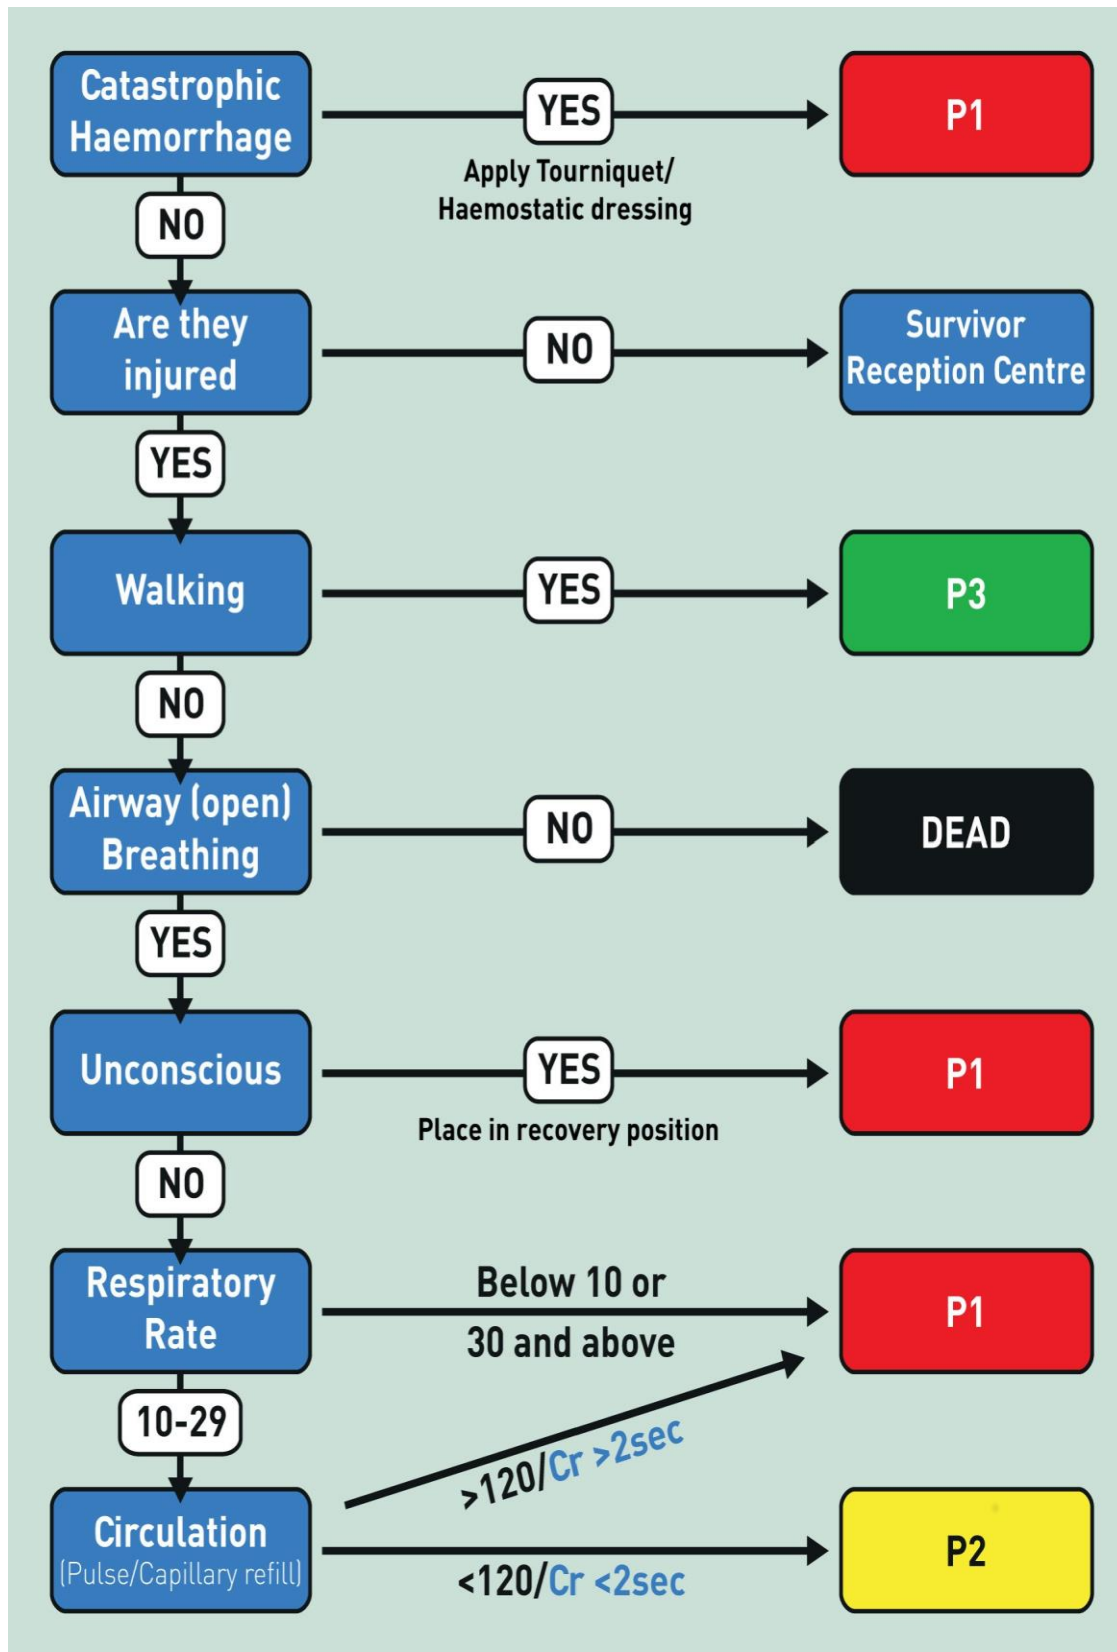 Catastrophic
Haemorrhage
YES
P1
Apply Tourniquet/
Haemostatic dressing
NO
Are they
injured
NO
Survivor
Reception Centre
YES
Walking
YES
P3
NO
Airway (open)
Breathing
NO
DEAD
YES
Unconscious
YES
P1
Place in recovery position
NO
Respiratory
Rate
Below 10 or
30 and above
P1
10-29
>120/Cr >2sec
Circulation
(Pulse/Capillary refill)
<120/Cr <2sec
P2